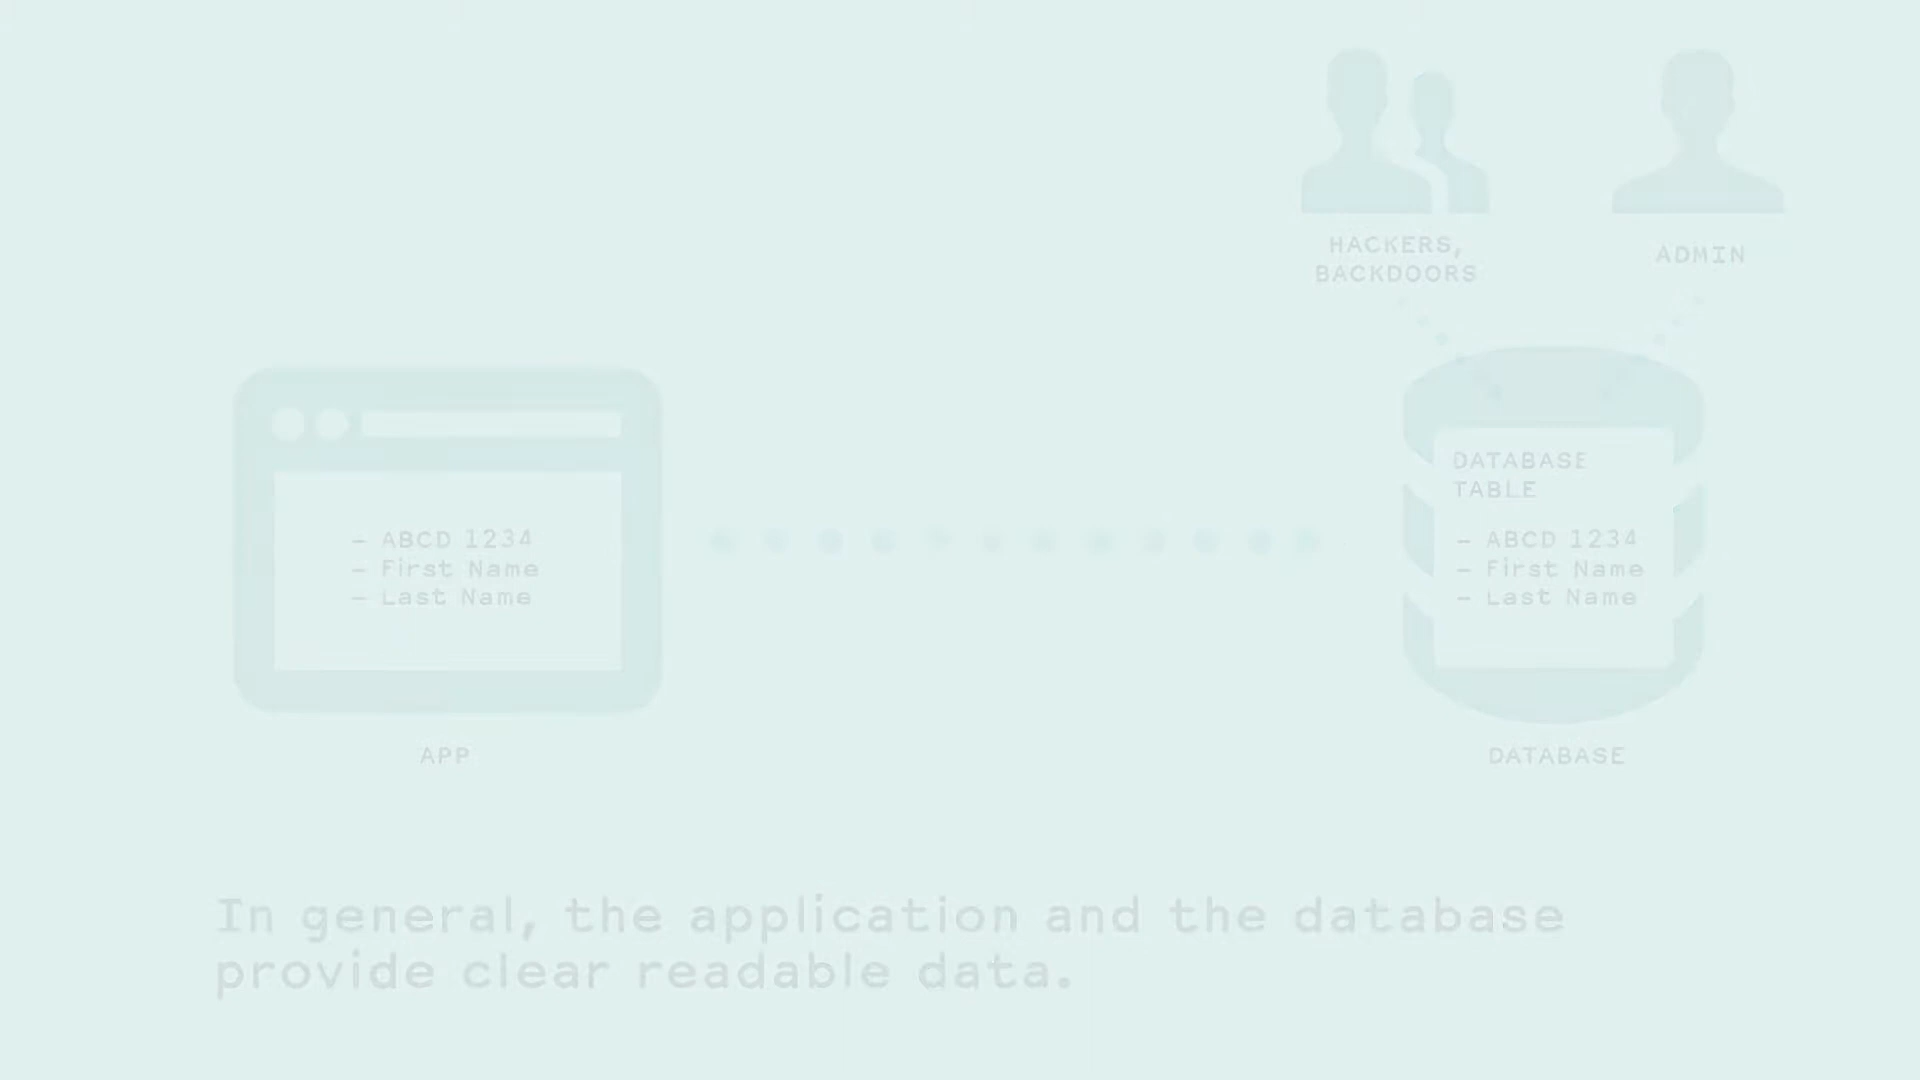 HACKERS,
BACKDOORS
ADMIN
– ABCD 1234
– First Name
– Last Name
APP
DATABASE
TABLE
– ABCD 1234
– First Name
– Last Name
DATABASE
In general, the application and the database
provide clear readable data.